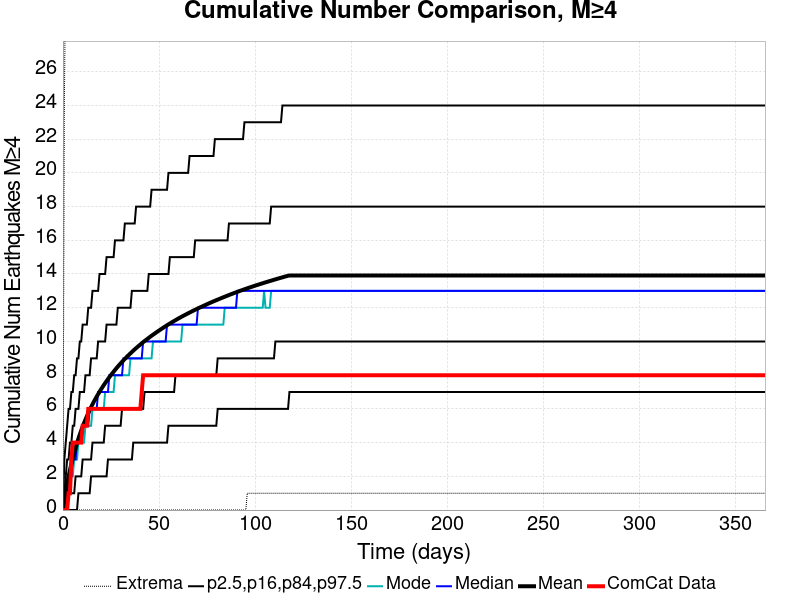 Cumulative Number Comparison, M≥4
Cumulative Num Earthquakes M≥4
26
24
22
20
18
16
14
12
10
8
6
4
2
0
0 50 100 150 200 250 300 350
Time (days)
Extrema p2.5,p16,p84,p97.5 Mode Median Mean ComCat Data